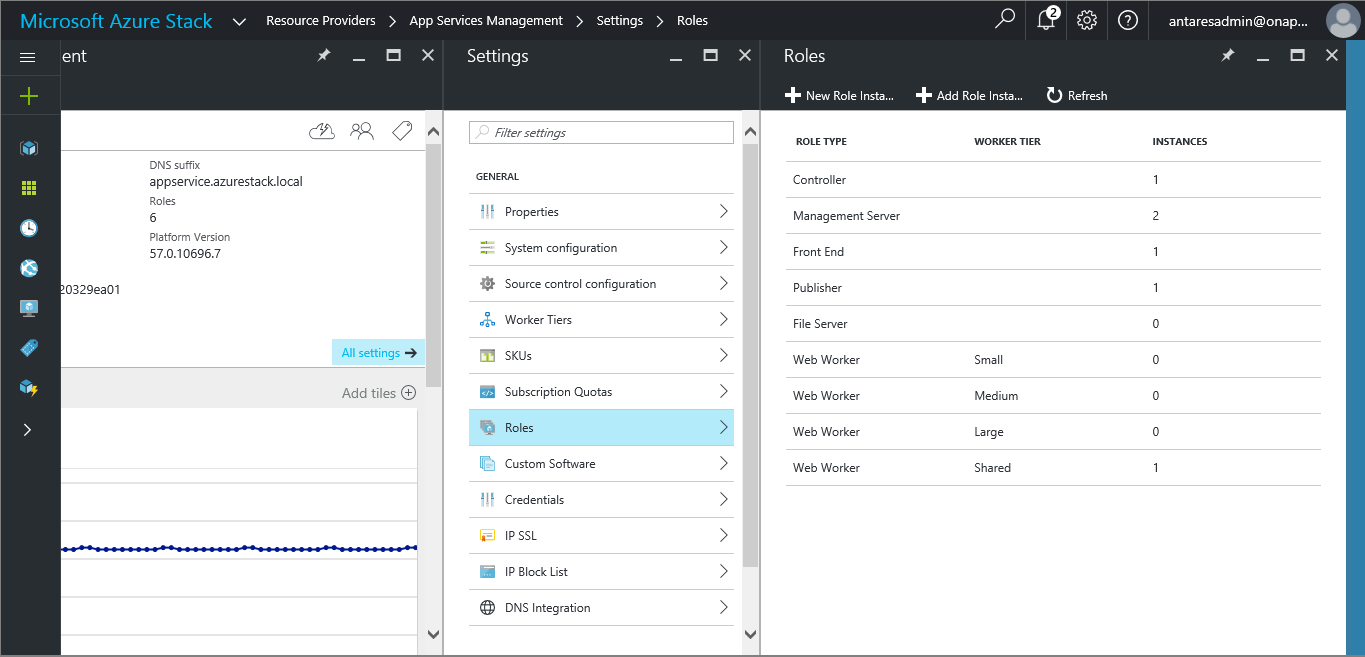 Microsoft Azure Stack Resource Providers App Services Management Settings Roles 2 antaresadmin@onap...
ent
Settings
Roles
New Role Insta... Add Role Insta... Refresh
DNS suffix
appservice.azurestack.local
Roles
6
Platform Version
57.0.10696.7
20329ea01
All settings
Add tiles
Filter settings
GENERAL
Properties
System configuration
Source control configuration
Worker Tiers
SKUs
Subscription Quotas
Roles
Custom Software
Credentials
IP SSL
IP Block List
DNS Integration
ROLE TYPE WORKER TIER INSTANCES
Controller 1
Management Server 2
Front End 1
Publisher 1
File Server 0
Web Worker Small 0
Web Worker Medium 0
Web Worker Large 0
Web Worker Shared 1